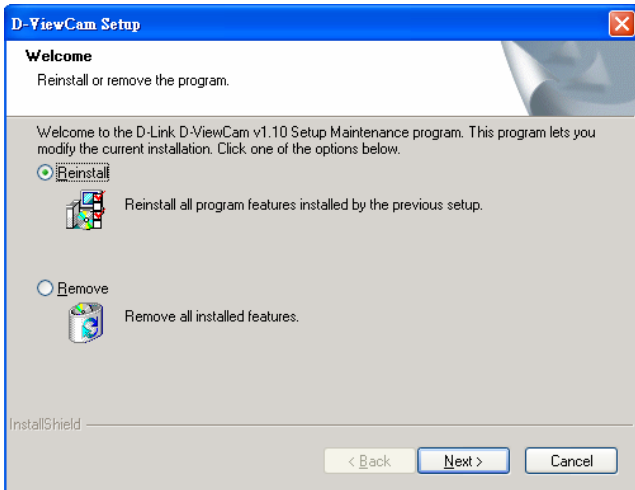 D-ViewCam Setup
Welcome
Reinstall or remove the program.
Welcome to the D-Link D-ViewCam v1.10 Setup Maintenance program. This program lets you
modify the current installation. Click one of the options below.
Reinstall
Reinstall all program features installed by the previous setup.
Remove
Remove all installed features.
InstallShield
< Back Next > Cancel